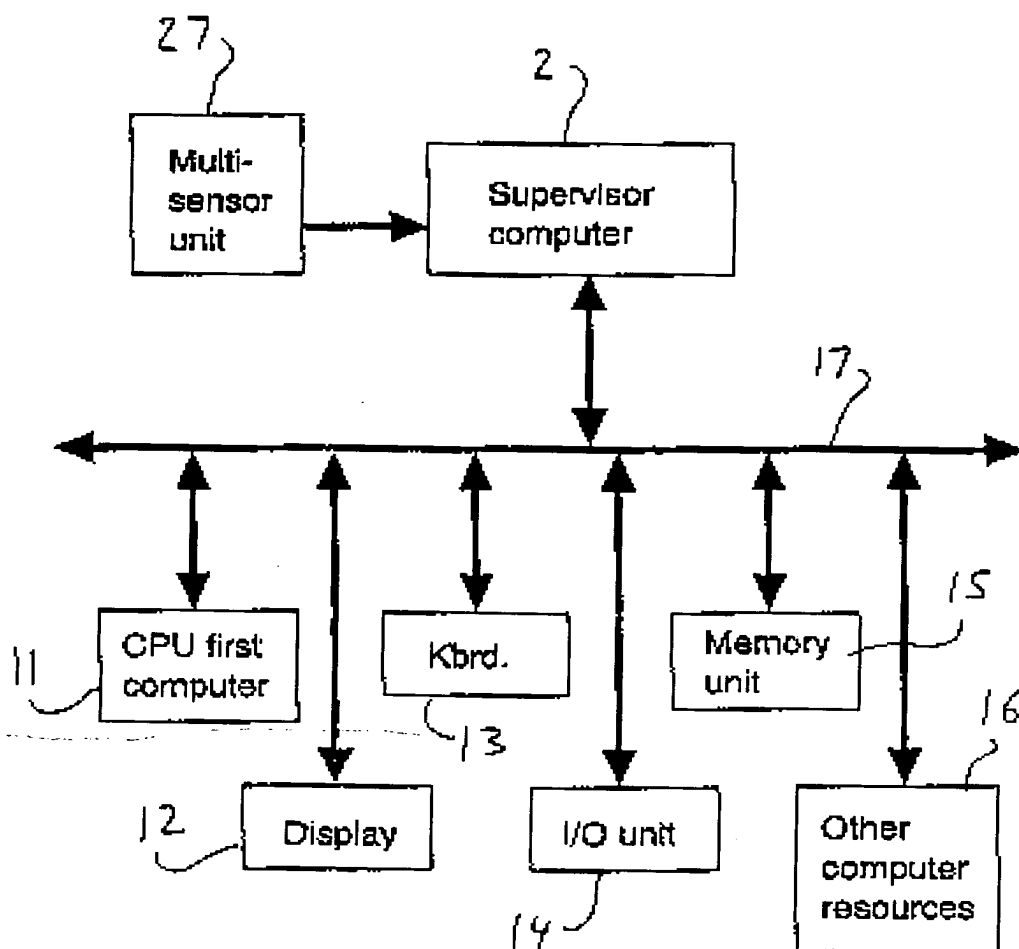 27
2
Multi-
sensor
unit
Supervisor
computer
17
CPU first
computer
11
Kbrd.
13
Memory
unit
15
16
12
Display
I/O unit
14
Other
computer
resources